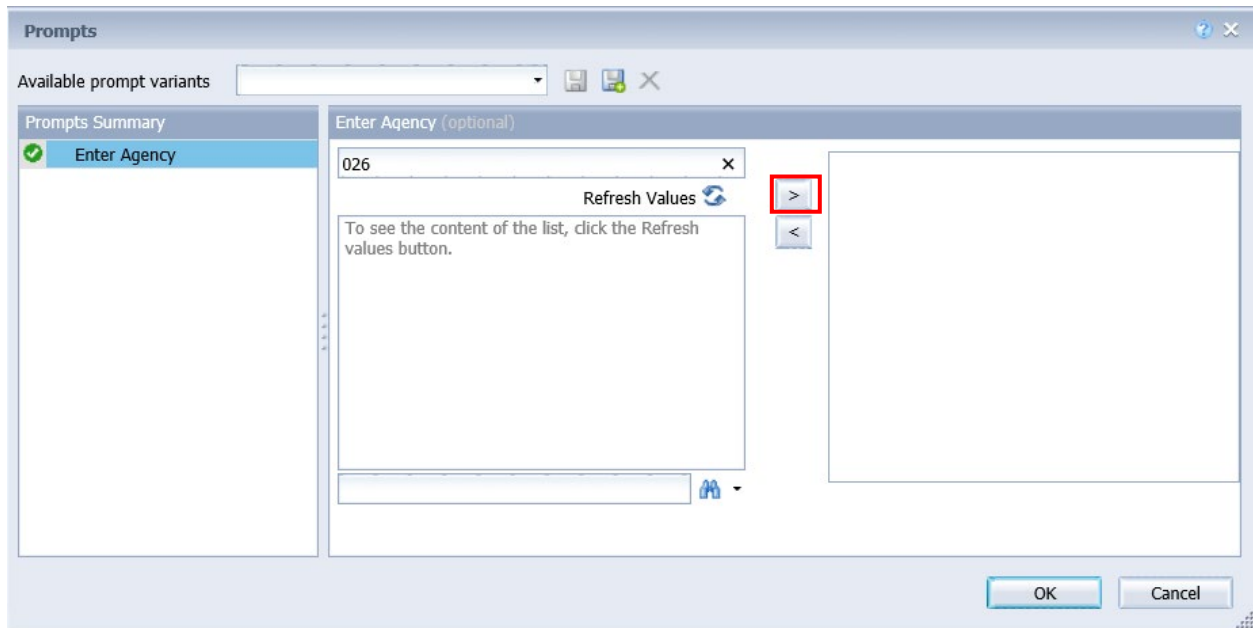 Prompts
Available prompt variants
Prompts Summary
Enter Agency
Enter Agency (optional)
026
Refresh Values
>
To see the content of the list, click the Refresh
values button.
<
OK
Cancel